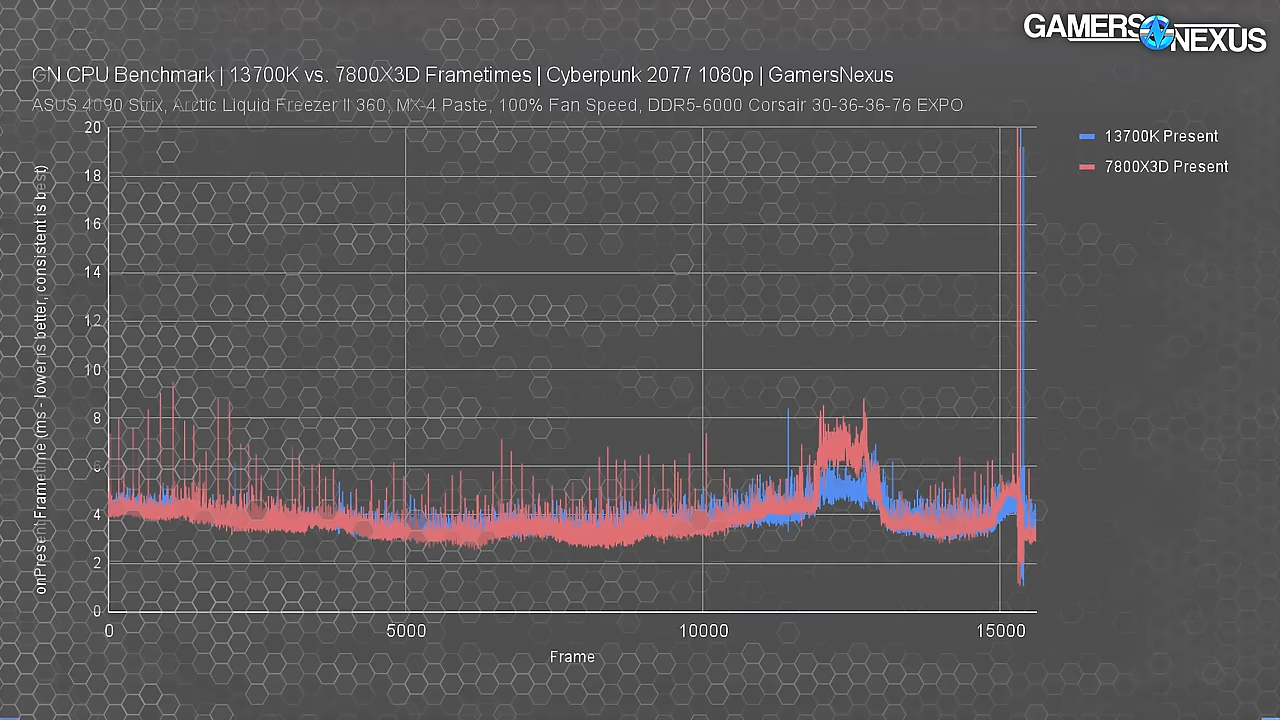 GAMERS NEXUS
GN CPU Benchmark | 13700K vs. 7800X3D Frametimes | Cyberpunk 2077 1080p | GamersNexus
ASUS 4090 Strix, Arctic Liquid Freezer II 360, MX-4 Paste, 100% Fan Speed, DDR5-6000 Corsair 30-36-36-76 EXPO
13700K Present
7800X3D Present
onPresent Frametime (ms - lower is better, consistent is best)
20
18
16
14
12
10
8
6
4
2
0
0 5000 10000 15000
Frame